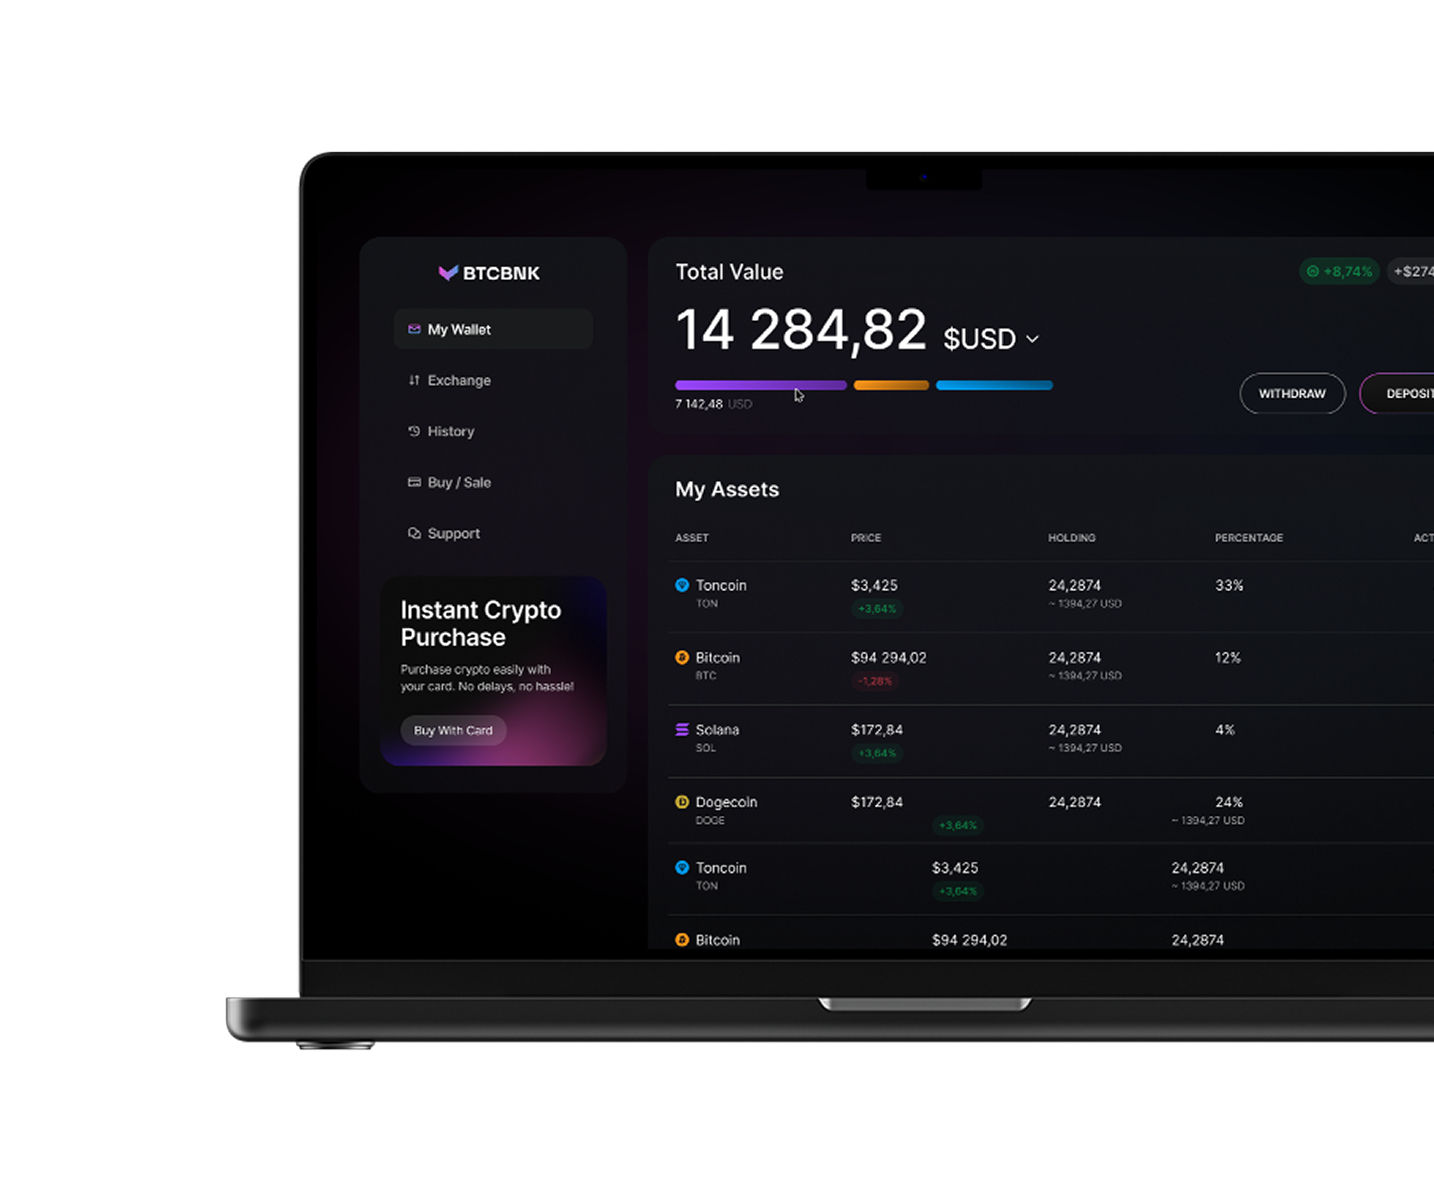 BTCBNK
My Wallet
Exchange
History
Buy / Sale
Support
Instant Crypto
Purchase
Purchase crypto easily with
your card. No delays, no hassle!
Buy With Card
Total Value
+8,74% +$274
14 284,82 $USD
7 142,48 USD
WITHDRAW DEPOSIT
My Assets
ASSET PRICE HOLDING PERCENTAGE ACT
Toncoin $3,425 24,2874 33%
TON +3,64% ~ 1394,27 USD
Bitcoin $94 294,02 24,2874 12%
BTC -1,28% ~ 1394,27 USD
Solana $172,84 24,2874 4%
SOL +3,64% ~ 1394,27 USD
Dogecoin $172,84 24,2874 24%
DOGE +3,64% ~ 1394,27 USD
Toncoin $3,425 24,2874
TON +3,64% ~ 1394,27 USD
Bitcoin $94 294,02 24,2874